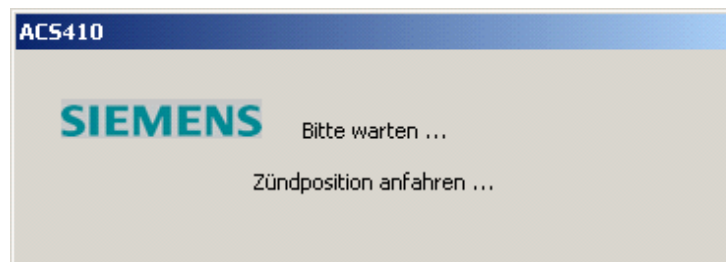 ACS410
SIEMENS Bitte warten ...
Zündposition anfahren ...